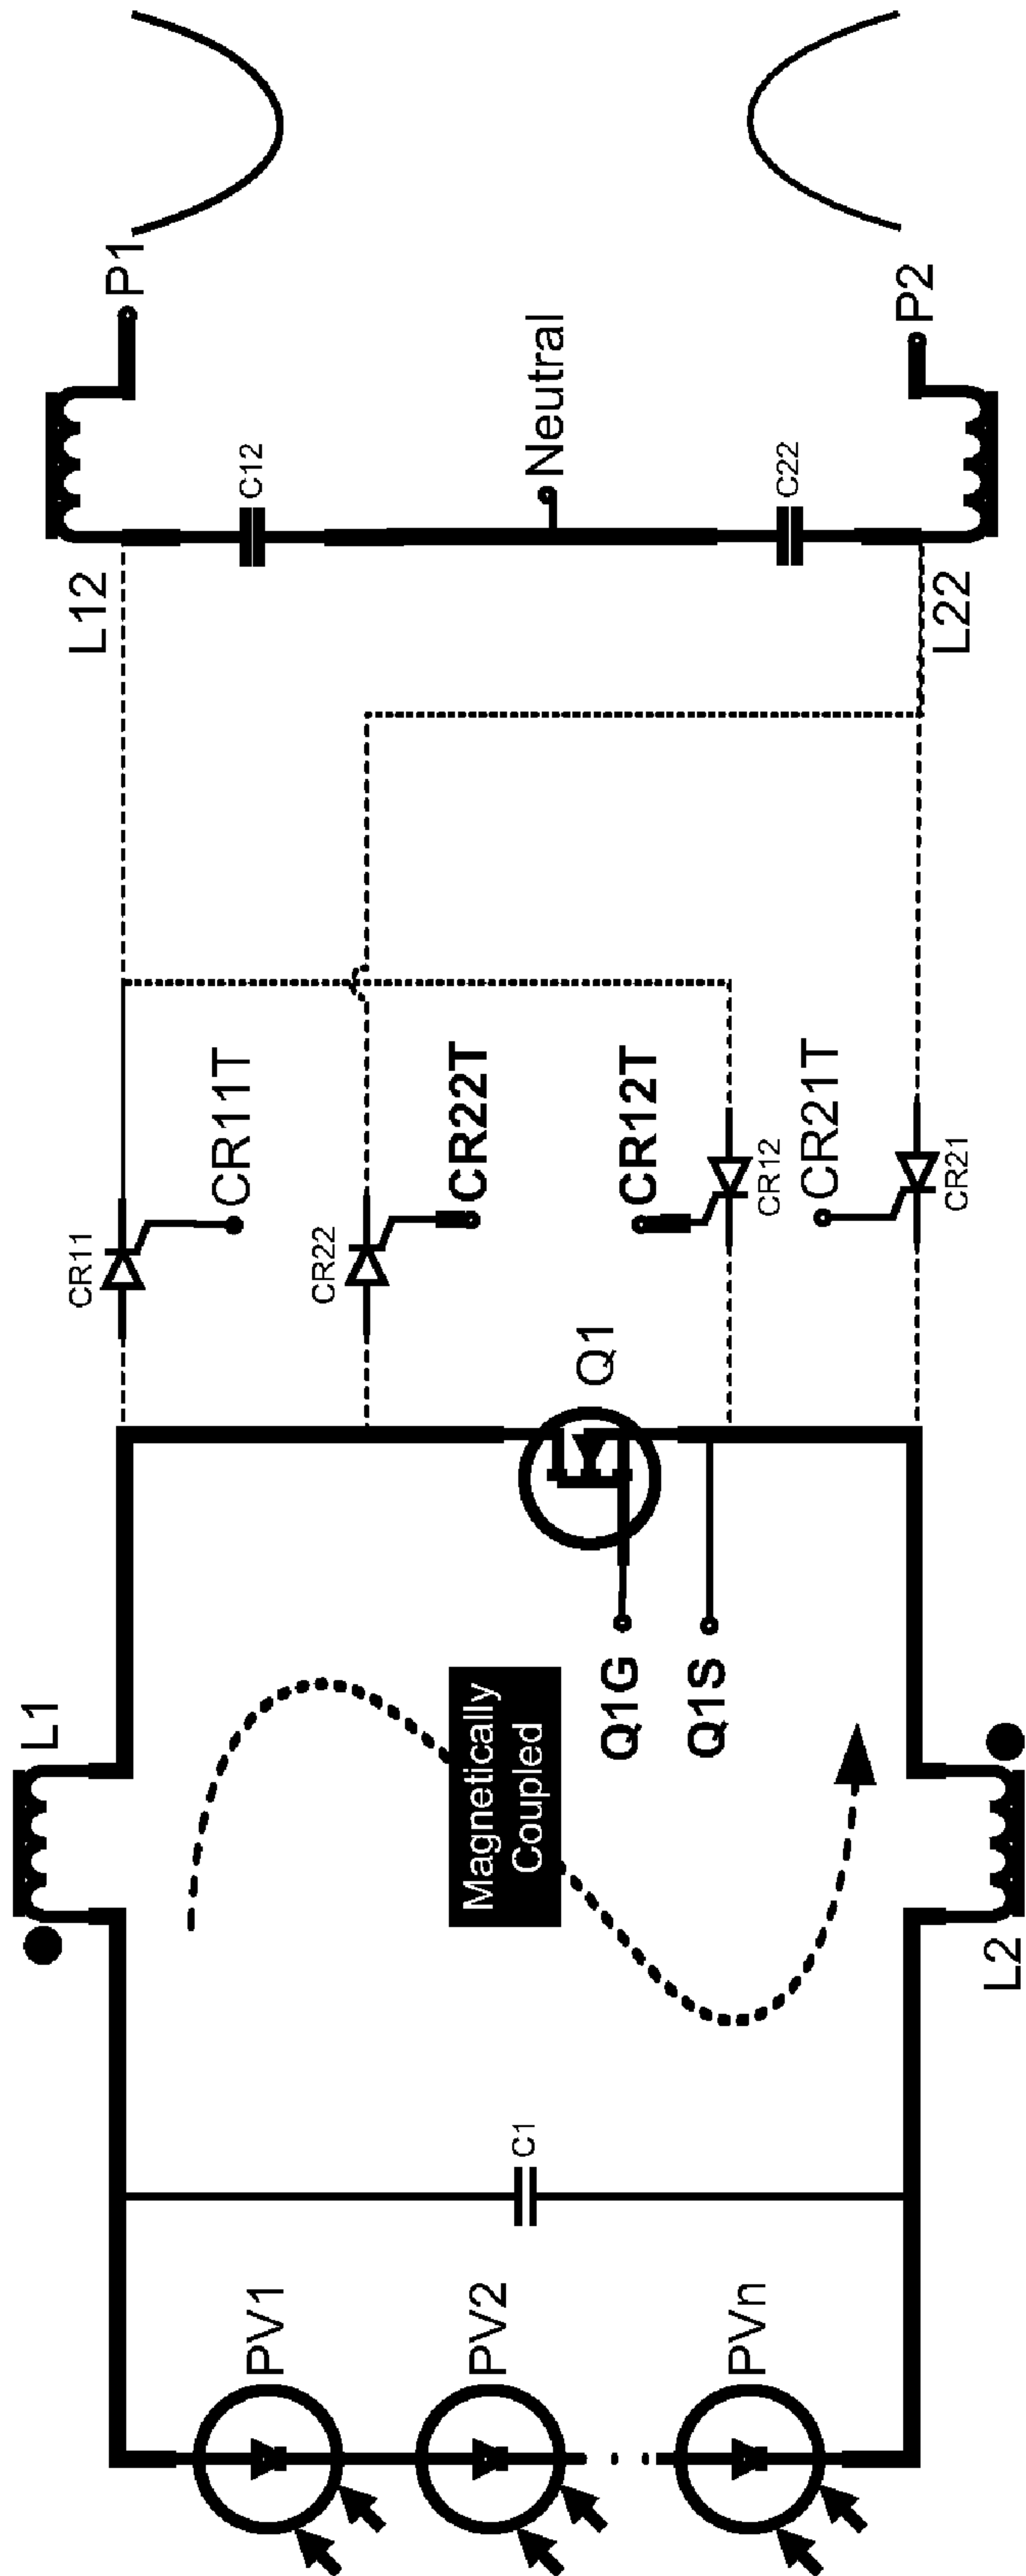 L1
L12
P1
CR11
CR11T
PV1
C12
CR22
CR22T
PV2
C1
Magnetically
Coupled
Q1
Neutral
Q1G
Q1S
CR12T
CR12
PVn
C22
CR21T
CR21
P2
L2
L22